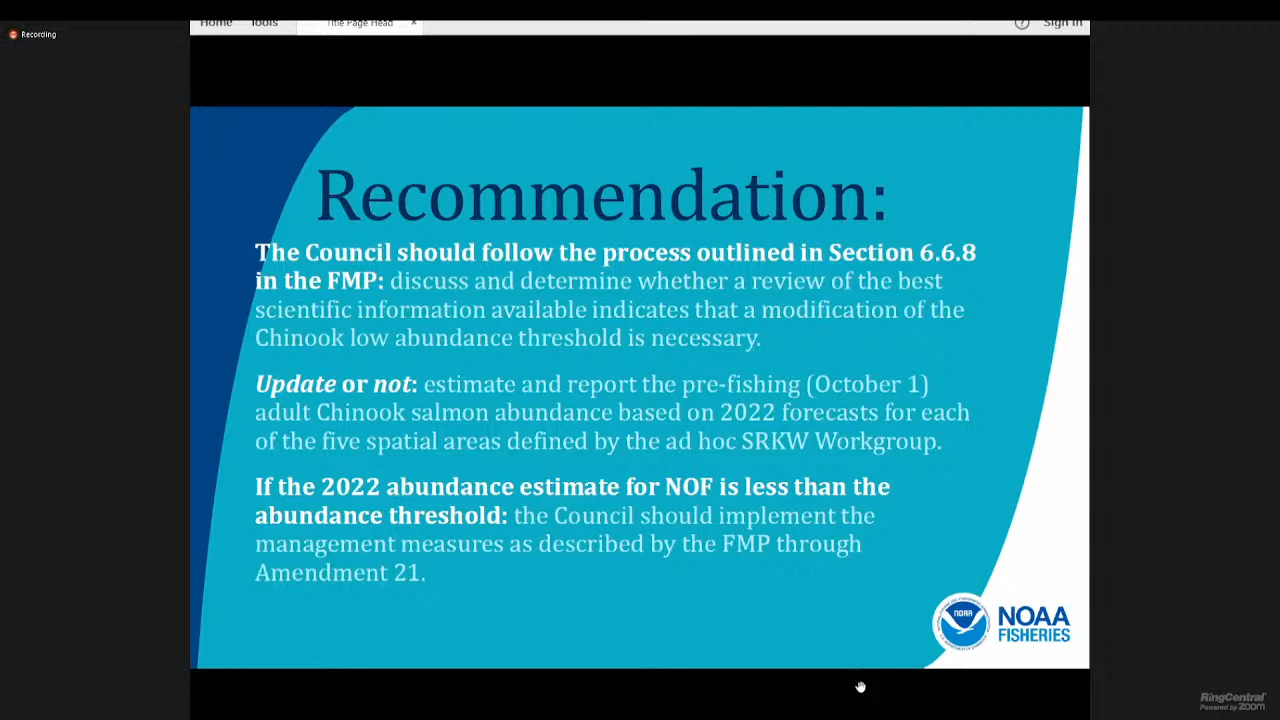 Home Tools Title Page Head × ? Sign In
Recording
Recommendation:
The Council should follow the process outlined in Section 6.6.8
in the FMP: discuss and determine whether a review of the best
scientific information available indicates that a modification of the
Chinook low abundance threshold is necessary.
Update or not: estimate and report the pre-fishing (October 1)
adult Chinook salmon abundance based on 2022 forecasts for each
of the five spatial areas defined by the ad hoc SRKW Workgroup.
If the 2022 abundance estimate for NOF is less than the
abundance threshold: the Council should implement the
management measures as described by the FMP through
Amendment 21.
NOAA
NOAA
FISHERIES
RingCentral
Powered by zoom